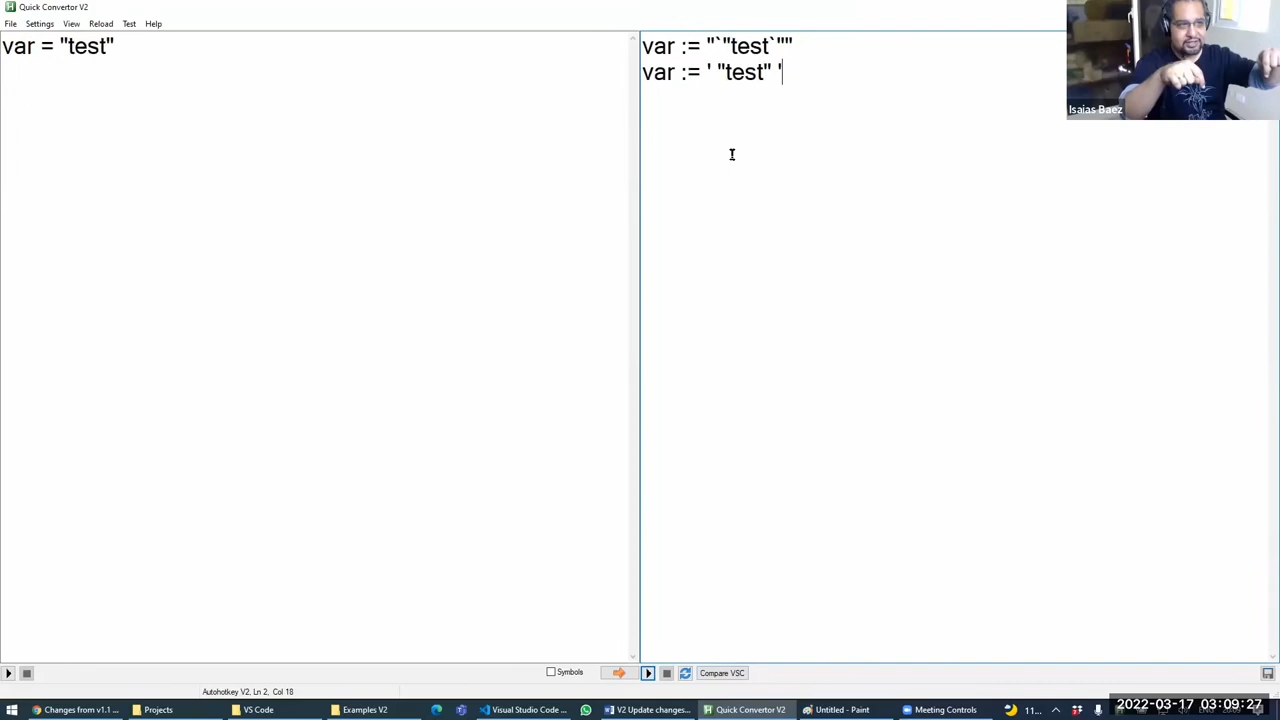 Quick Convertor V2
File Settings View Reload Test Help
var = "test"
var := "`"test`""
var := ' "test" '
Isaias Baez
Symbols
Compare VSC
Autohotkey V2, Ln 2, Col 18
Changes from v1.1 ...
Projects
VS Code
Examples V2
Visual Studio Code ...
V2 Update changes...
Quick Convertor V2
Untitled - Paint
Meeting Controls
11...
ENG
2022-03-17 03:09:27